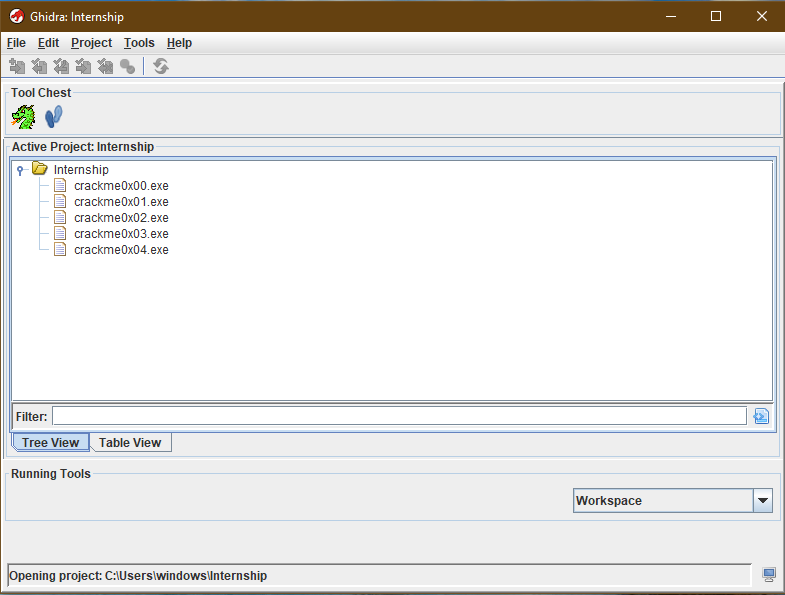 Ghidra: Internship
File Edit Project Tools Help
Tool Chest
Active Project: Internship
Internship
crackme0x00.exe
crackme0x01.exe
crackme0x02.exe
crackme0x03.exe
crackme0x04.exe
Filter:
Tree View Table View
Running Tools
Workspace
Opening project: C:\Users\windows\Internship